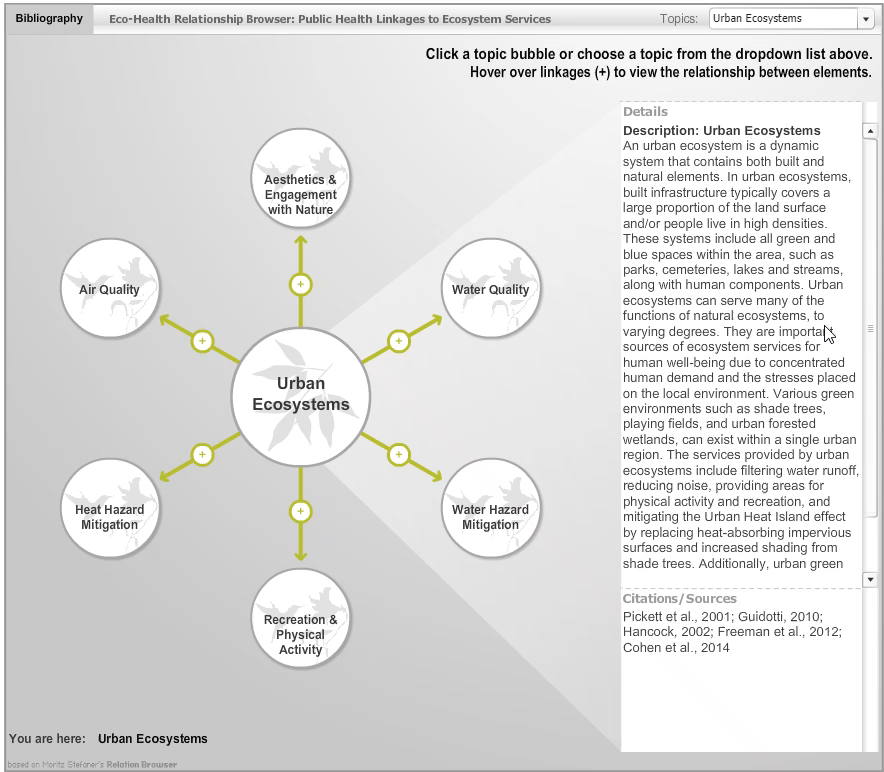 Bibliography
Eco-Health Relationship Browser: Public Health Linkages to Ecosystem Services
Topics:
Urban Ecosystems
Click a topic bubble or choose a topic from the dropdown list above.
Hover over linkages (+) to view the relationship between elements.
Aesthetics &
Engagement
with Nature
Air Quality
Water Quality
+
+
+
Urban
Ecosystems
+
+
+
Heat Hazard
Mitigation
Water Hazard
Mitigation
Recreation &
Physical
Activity
Details
Description: Urban Ecosystems
An urban ecosystem is a dynamic
system that contains both built and
natural elements. In urban ecosystems,
built infrastructure typically covers a
large proportion of the land surface
and/or people live in high densities.
These systems include all green and
blue spaces within the area, such as
parks, cemeteries, lakes and streams,
along with human components. Urban
ecosystems can serve many of the
functions of natural ecosystems, to
varying degrees. They are important
sources of ecosystem services for
human well-being due to concentrated
human demand and the stresses placed
on the local environment. Various green
environments such as shade trees,
playing fields, and urban forested
wetlands, can exist within a single urban
region. The services provided by urban
ecosystems include filtering water runoff,
reducing noise, providing areas for
physical activity and recreation, and
mitigating the Urban Heat Island effect
by replacing heat-absorbing impervious
surfaces and increased shading from
shade trees. Additionally, urban green
Citations/Sources
Pickett et al., 2001; Guidotti, 2010;
Hancock, 2002; Freeman et al., 2012;
Cohen et al., 2014
You are here: Urban Ecosystems
based on Moritz Stefaner's Relation Browser